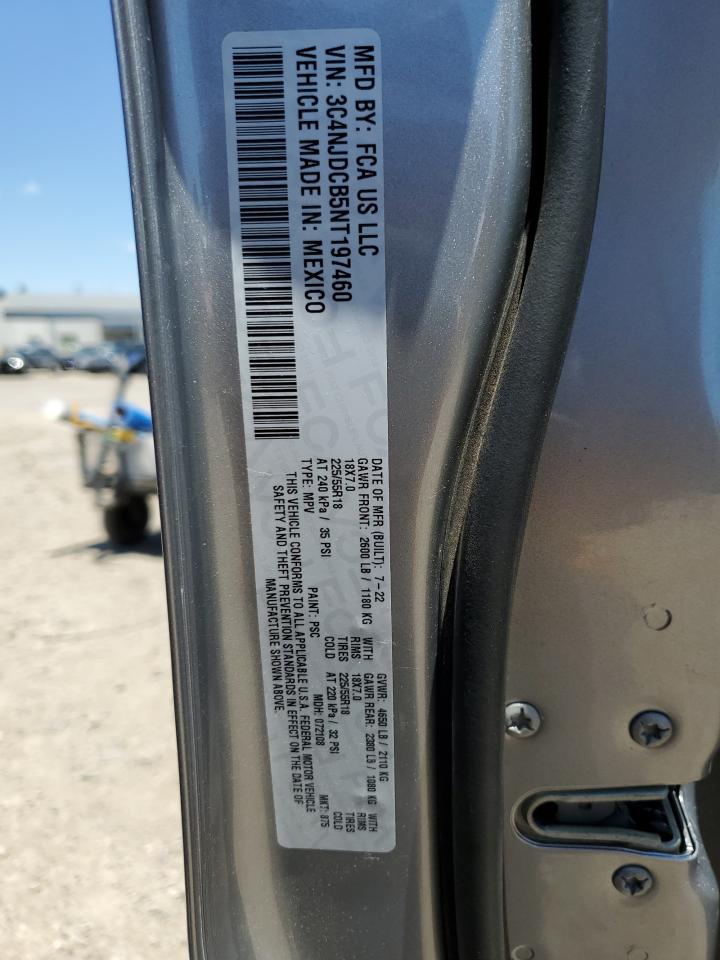 MFD BY: FCA US LLC
VIN: 3C4NJDCB5NT197460
VEHICLE MADE IN: MEXICO
DATE OF MFR (BUILT): 7-22 GVWR: 4650 LB / 2110 KG
GAWR FRONT: 2600 LB / 1180 KG WITH GAWR REAR: 2380 LB / 1080 KG WITH
18X7.0 RIMS 18X7.0 RIMS
225/55R18 TIRES 225/55R18 TIRES
AT 240 kPa / 35 PSI COLD AT 220 kPa / 32 PSI COLD
TYPE: MPV PAINT: PSC MDH: 072108 MKT: 875
THIS VEHICLE CONFORMS TO ALL APPLICABLE U.S.A. FEDERAL MOTOR VEHICLE
SAFETY AND THEFT PREVENTION STANDARDS IN EFFECT ON THE DATE OF
MANUFACTURE SHOWN ABOVE.